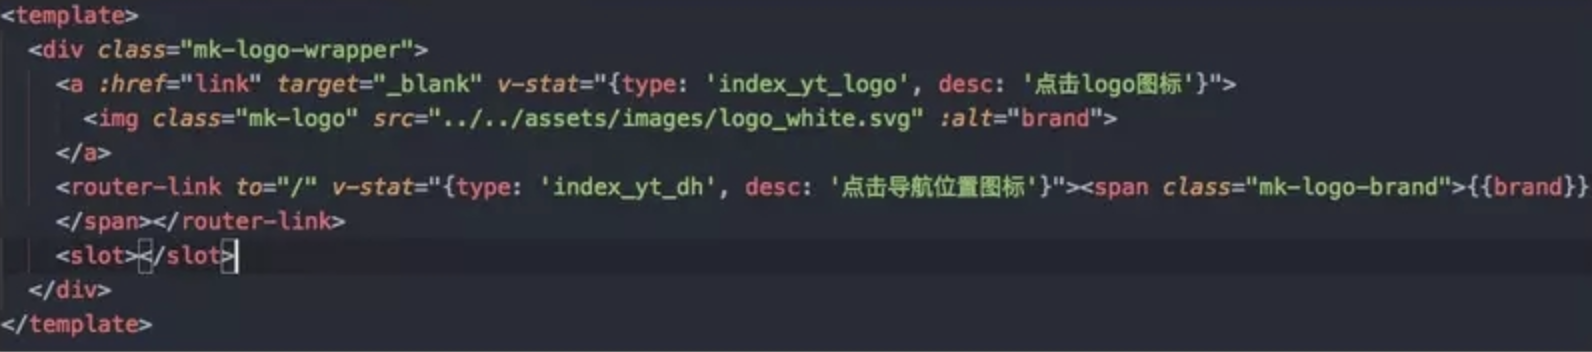 <template>
<div class="mk-logo-wrapper">
<a :href="link" target="_blank" v-stat="{type: 'index_yt_logo', desc: '点击logo图标'}">
<img class="mk-logo" src="../../assets/images/logo_white.svg" :alt="brand">
</a>
<router-link to="/" v-stat="{type: 'index_yt_dh', desc: '点击导航位置图标'}"><span class="mk-logo-brand">{{brand}}
</span></router-link>
<slot></slot>
</div>
</template>